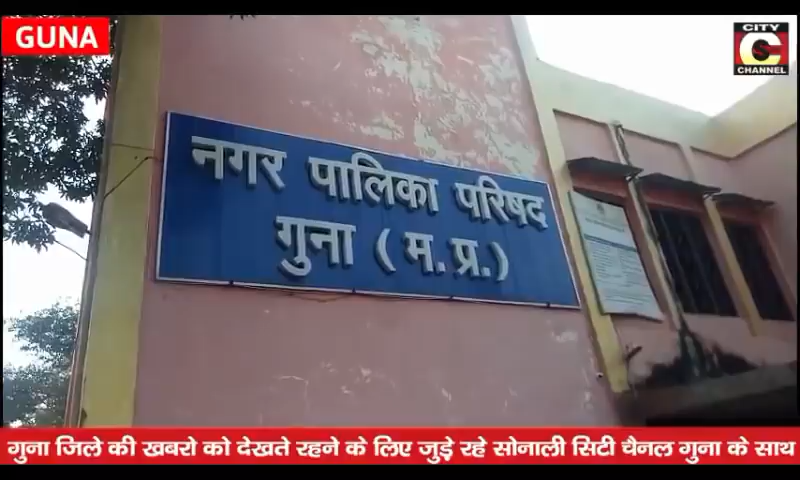 GUNA
CITY
CHANNEL
नगर पालिका परिषद
गुना ( म. प्र. )
गुना जिले की खबरो को देखते रहने के लिए जुड़े रहे सोनाली सिटी चैनल गुना के साथ